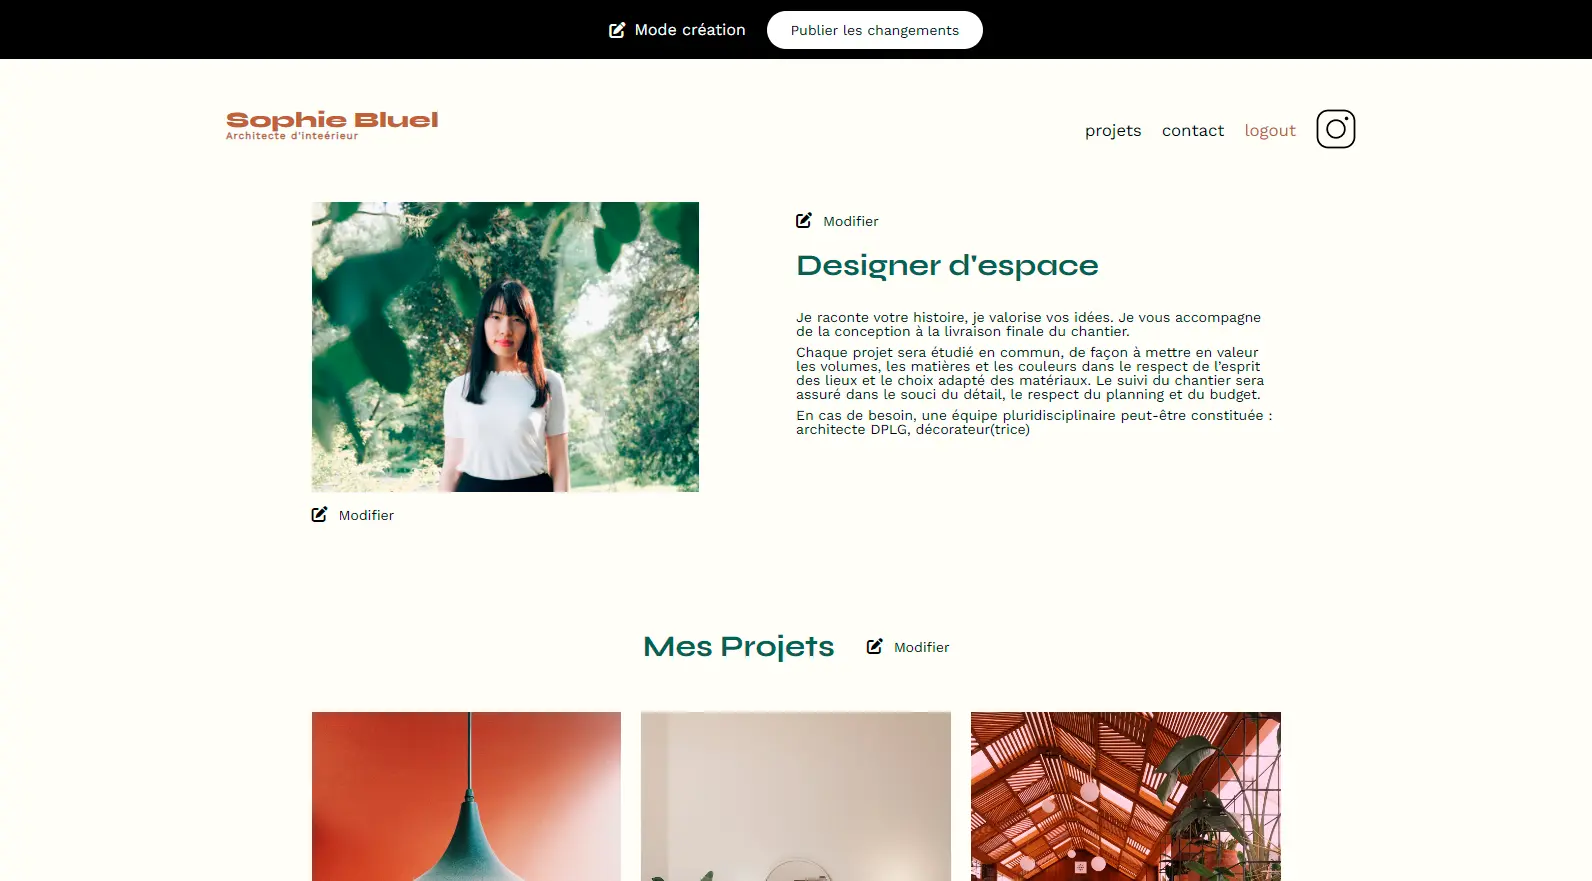 Mode création
Publier les changements
Sophie Bluel
Architecte d'inteérieur
projets
contact
logout
Modifier
Designer d'espace
Je raconte votre histoire, je valorise vos idées. Je vous accompagne
de la conception à la livraison finale du chantier.
Chaque projet sera étudié en commun, de façon à mettre en valeur
les volumes, les matières et les couleurs dans le respect de l’esprit
des lieux et le choix adapté des matériaux. Le suivi du chantier sera
assuré dans le souci du détail, le respect du planning et du budget.
En cas de besoin, une équipe pluridisciplinaire peut-être constituée :
architecte DPLG, décorateur(trice)
Modifier
Mes Projets
Modifier